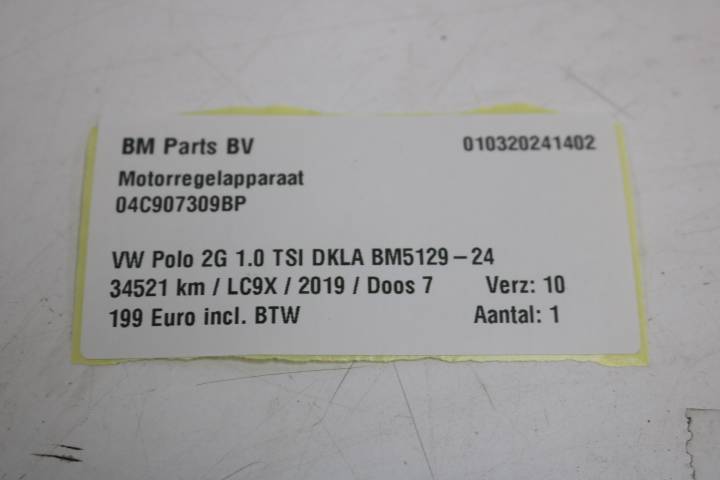 BM Parts BV 010320241402
Motorregelapparaat
04C907309BP
VW Polo 2G 1.0 TSI DKLA BM5129-24
34521 km / LC9X / 2019 / Doos 7 Verz: 10
199 Euro incl. BTW Aantal: 1